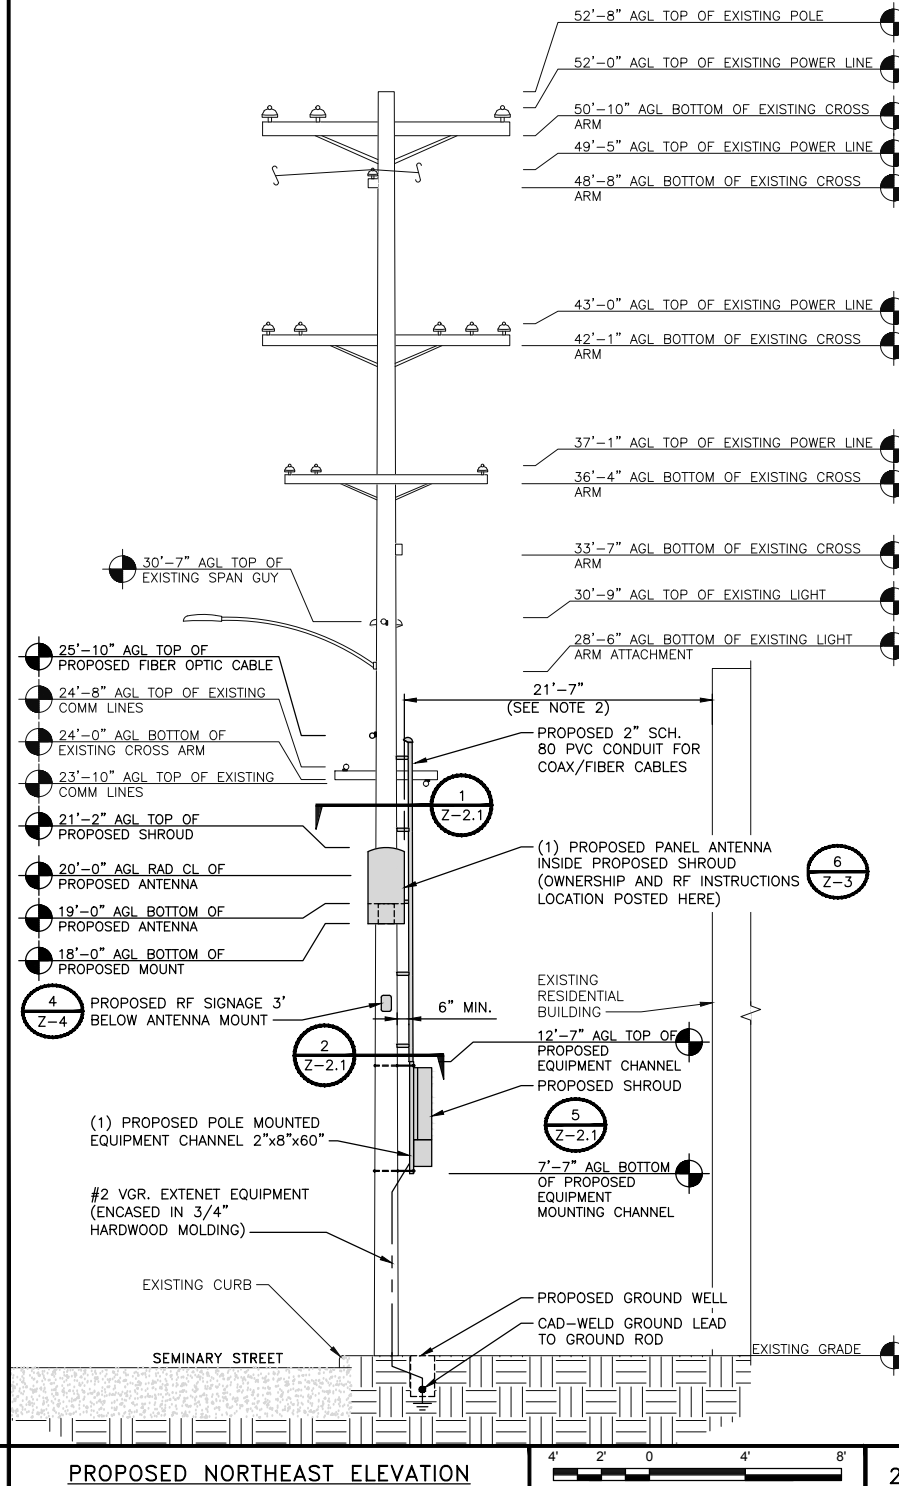 52'-8" AGL TOP OF EXISTING POLE
52'-0" AGL TOP OF EXISTING POWER LINE
50'-10" AGL BOTTOM OF EXISTING CROSS
ARM
49'-5" AGL TOP OF EXISTING POWER LINE
48'-8" AGL BOTTOM OF EXISTING CROSS
ARM
43'-0" AGL TOP OF EXISTING POWER LINE
42'-1" AGL BOTTOM OF EXISTING CROSS
ARM
37'-1" AGL TOP OF EXISTING POWER LINE
36'-4" AGL BOTTOM OF EXISTING CROSS
ARM
33'-7" AGL BOTTOM OF EXISTING CROSS
ARM
30'-9" AGL TOP OF EXISTING LIGHT
28'-6" AGL BOTTOM OF EXISTING LIGHT
ARM ATTACHMENT
30'-7" AGL TOP OF
EXISTING SPAN GUY
25'-10" AGL TOP OF
PROPOSED FIBER OPTIC CABLE
24'-8" AGL TOP OF EXISTING
COMM LINES
24'-0" AGL BOTTOM OF
EXISTING CROSS ARM
23'-10" AGL TOP OF EXISTING
COMM LINES
21'-2" AGL TOP OF
PROPOSED SHROUD
20'-0" AGL RAD CL OF
PROPOSED ANTENNA
19'-0" AGL BOTTOM OF
PROPOSED ANTENNA
18'-0" AGL BOTTOM OF
PROPOSED MOUNT
4
Z-4
PROPOSED RF SIGNAGE 3'
BELOW ANTENNA MOUNT
21'-7"
(SEE NOTE 2)
PROPOSED 2" SCH.
80 PVC CONDUIT FOR
COAX/FIBER CABLES
1
Z-2.1
(1) PROPOSED PANEL ANTENNA
INSIDE PROPOSED SHROUD
(OWNERSHIP AND RF INSTRUCTIONS
LOCATION POSTED HERE)
6
Z-3
EXISTING
RESIDENTIAL
BUILDING
6" MIN.
2
Z-2.1
12'-7" AGL TOP OF
PROPOSED
EQUIPMENT CHANNEL
PROPOSED SHROUD
5
Z-2.1
7'-7" AGL BOTTOM
OF PROPOSED
EQUIPMENT
MOUNTING CHANNEL
(1) PROPOSED POLE MOUNTED
EQUIPMENT CHANNEL 2"x8"x60"
#2 VGR. EXTENET EQUIPMENT
(ENCASED IN 3/4"
HARDWOOD MOLDING)
EXISTING CURB
PROPOSED GROUND WELL
CAD-WELD GROUND LEAD
TO GROUND ROD
SEMINARY STREET
EXISTING GRADE
PROPOSED NORTHEAST ELEVATION
4' 2' 0 4' 8'
2